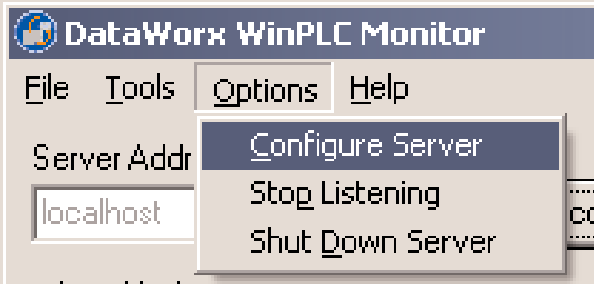 DataWorx WinPLC Monitor
File Tools Options Help
Configure Server
Server Addr
Stop Listening
localhost
Shut Down Server